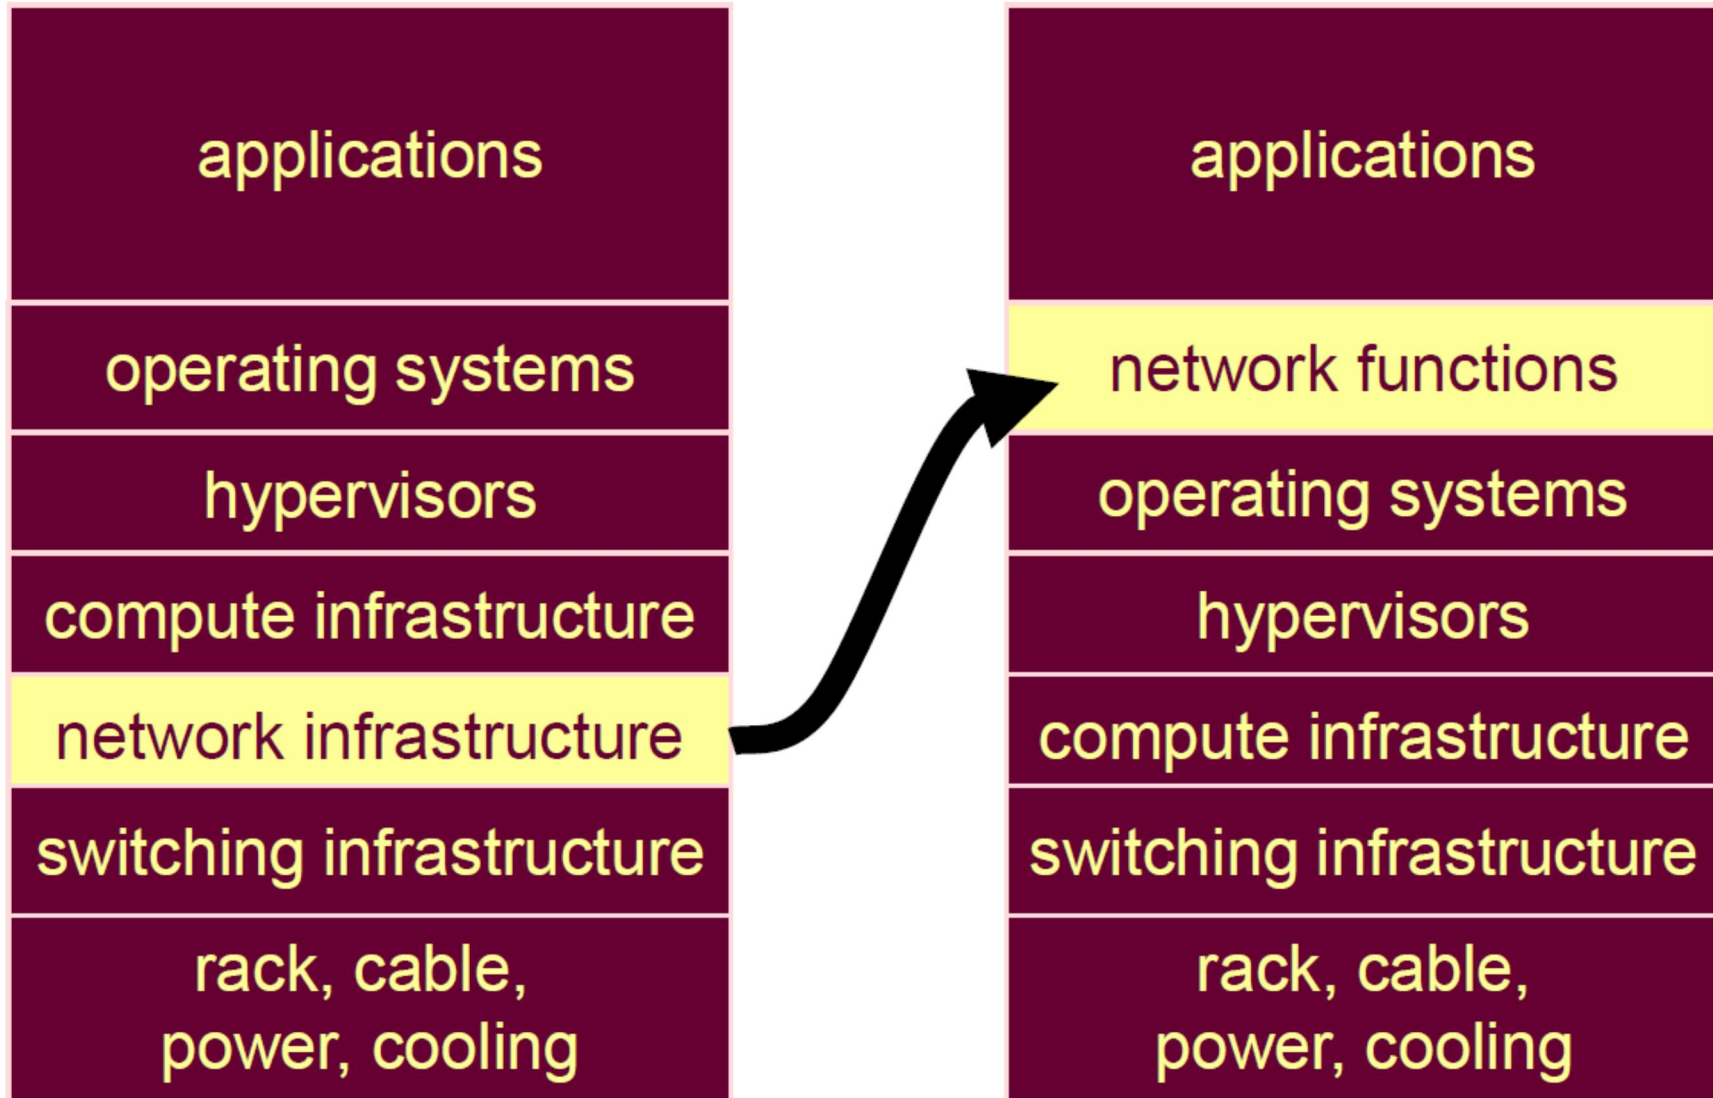 applications
operating systems
hypervisors
compute infrastructure
network infrastructure
switching infrastructure
rack, cable,
power, cooling
applications
network functions
operating systems
hypervisors
compute infrastructure
switching infrastructure
rack, cable,
power, cooling